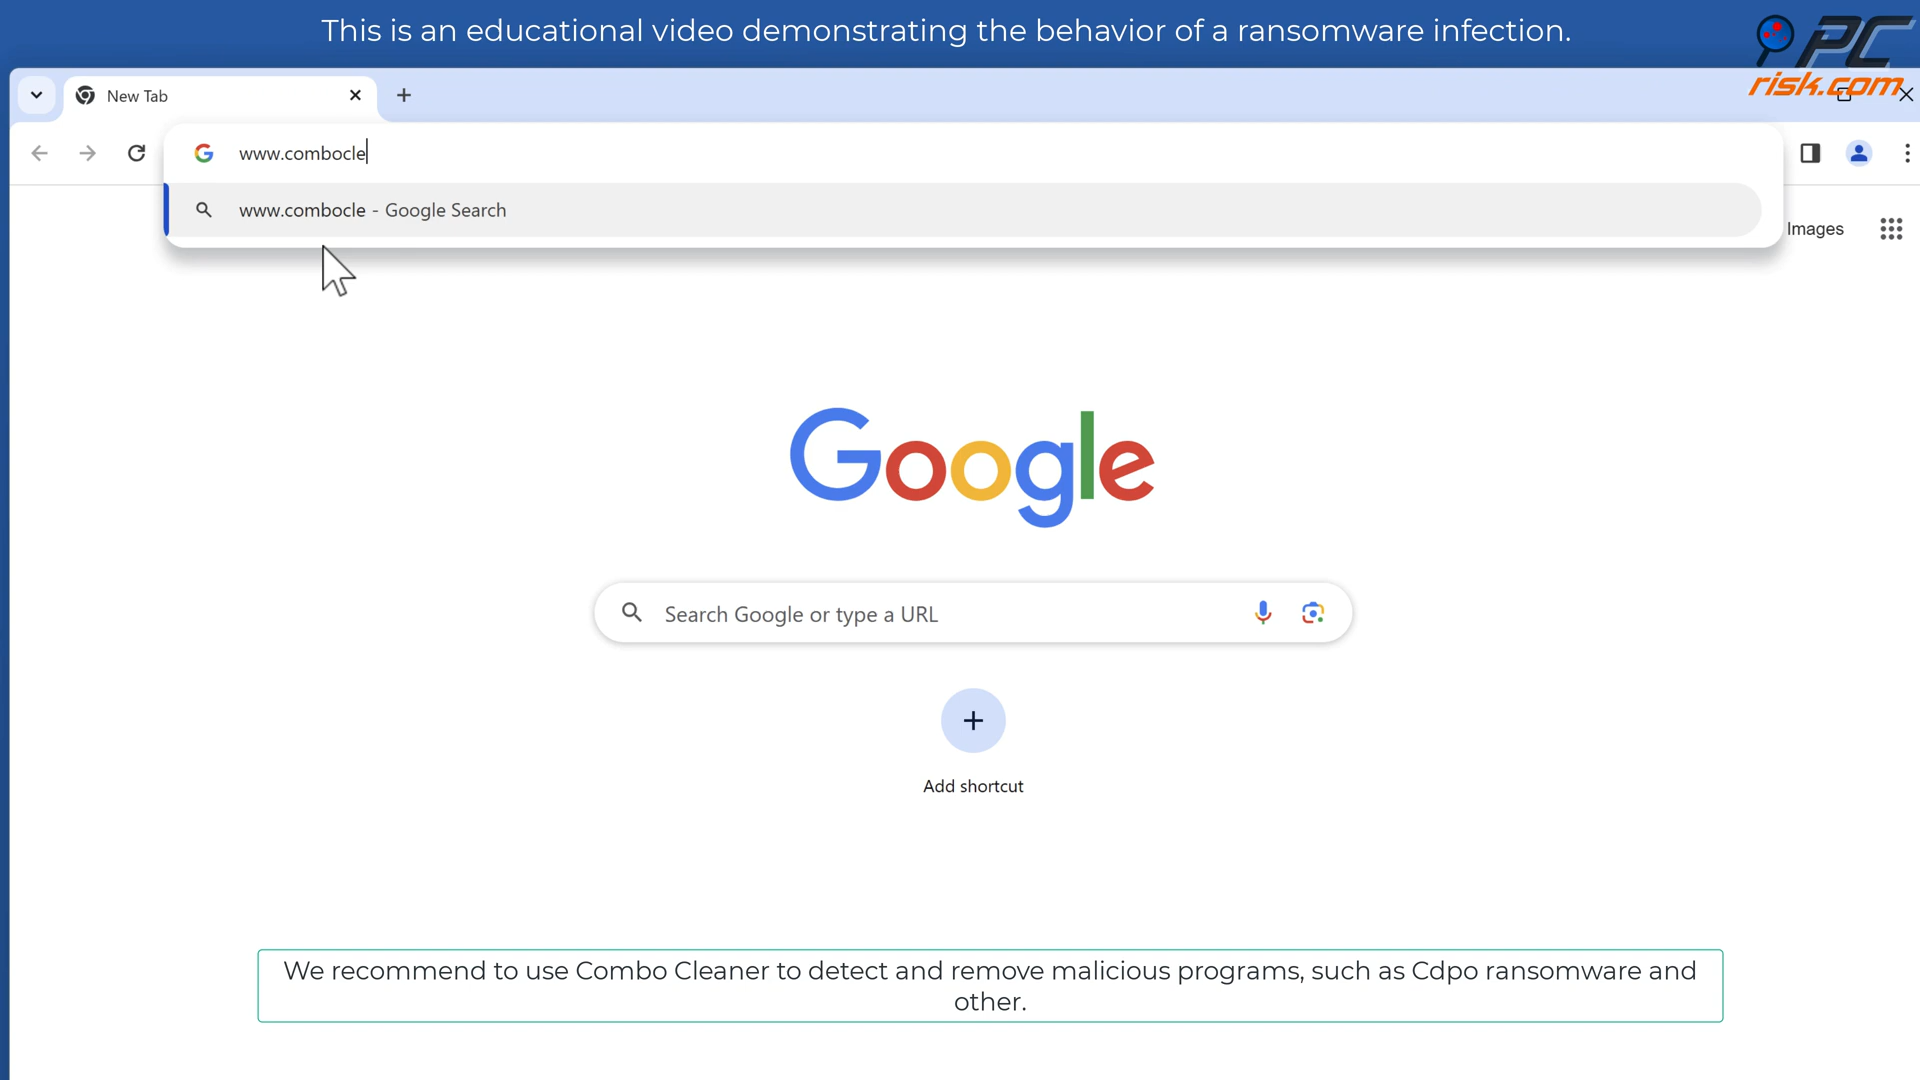 This is an educational video demonstrating the behavior of a ransomware infection.
PC
risk.com
New Tab
www.combocle
www.combocle - Google Search
Images
Google
Search Google or type a URL
Add shortcut
We recommend to use Combo Cleaner to detect and remove malicious programs, such as Cdpo ransomware and
other.